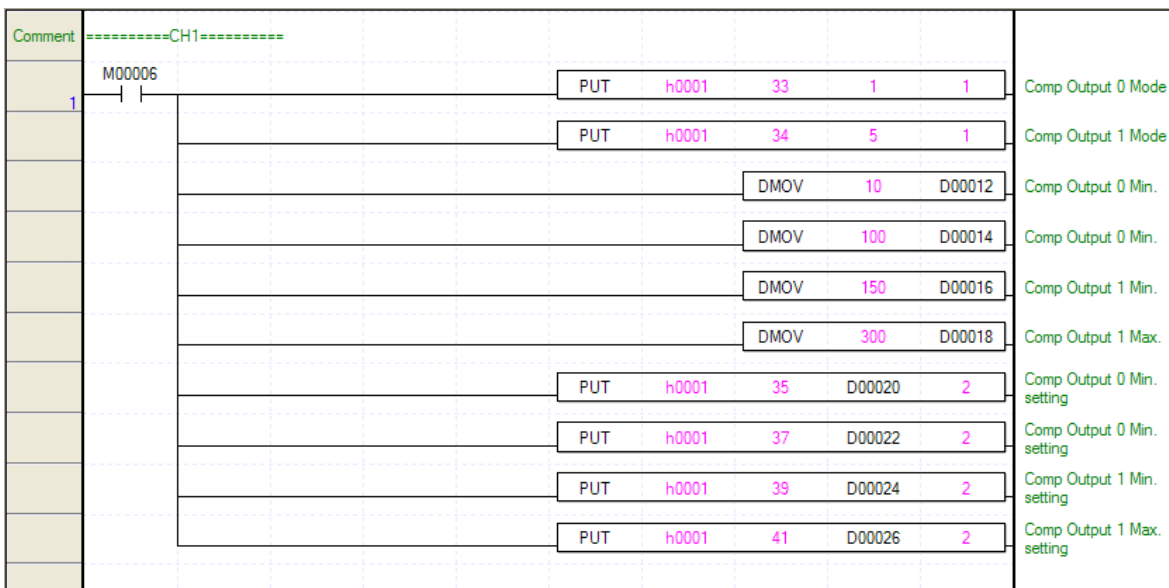 Comment ==========CH1==========
M00006
1 PUT h0001 33 1 1 Comp Output 0 Mode
PUT h0001 34 5 1 Comp Output 1 Mode
DMOV 10 D00012 Comp Output 0 Min.
DMOV 100 D00014 Comp Output 0 Min.
DMOV 150 D00016 Comp Output 1 Min.
DMOV 300 D00018 Comp Output 1 Max.
PUT h0001 35 D00020 2 Comp Output 0 Min.
setting
PUT h0001 37 D00022 2 Comp Output 0 Min.
setting
PUT h0001 39 D00024 2 Comp Output 1 Min.
setting
PUT h0001 41 D00026 2 Comp Output 1 Max.
setting